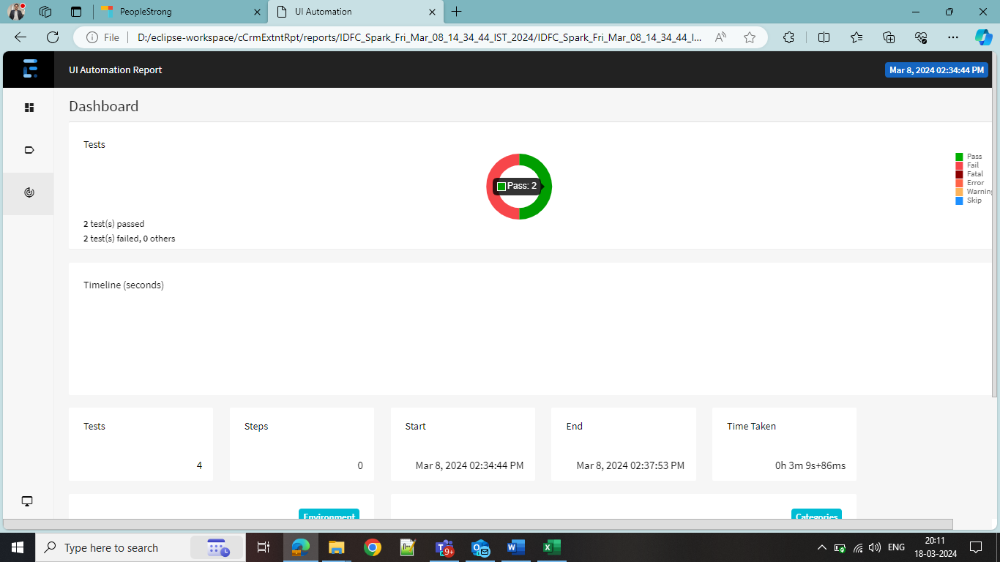 PeopleStrong
UI Automation
File
D:/eclipse-workspace/cCrmExtntRpt/reports/IDFC_Spark_Fri_Mar_08_14_34_44_IST_2024/IDFC_Spark_Fri_Mar_08_14_34_44_I...
UI Automation Report
Mar 8, 2024 02:34:44 PM
Dashboard
Tests
Pass: 2
Pass
Fail
Fatal
Error
Warning
Skip
2 test(s) passed
2 test(s) failed, 0 others
Timeline (seconds)
Tests
4
Steps
0
Start
Mar 8, 2024 02:34:44 PM
End
Mar 8, 2024 02:37:53 PM
Time Taken
0h 3m 9s+86ms
Environment
Categories
Type here to search
9+
ENG
20:11
18-03-2024